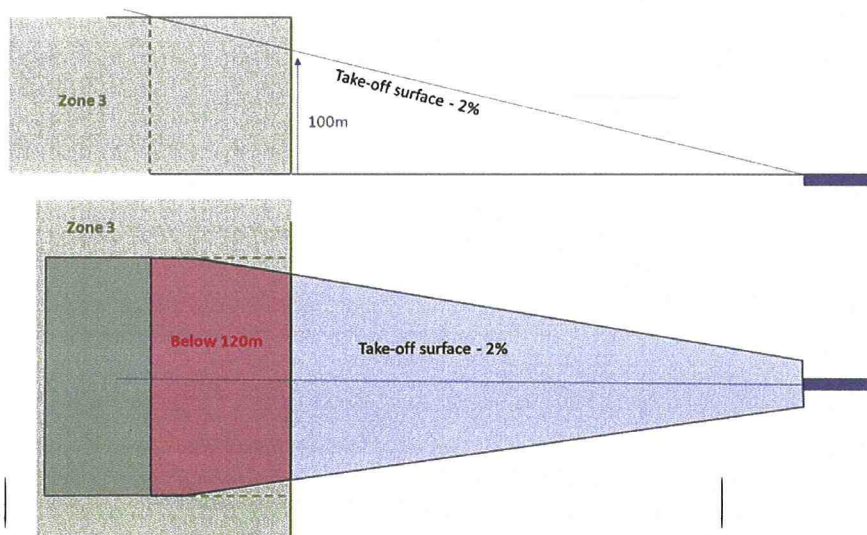 Take-off surface - 2%
Zone 3
100m
Zone 3
Below 120m
Take-off surface - 2%